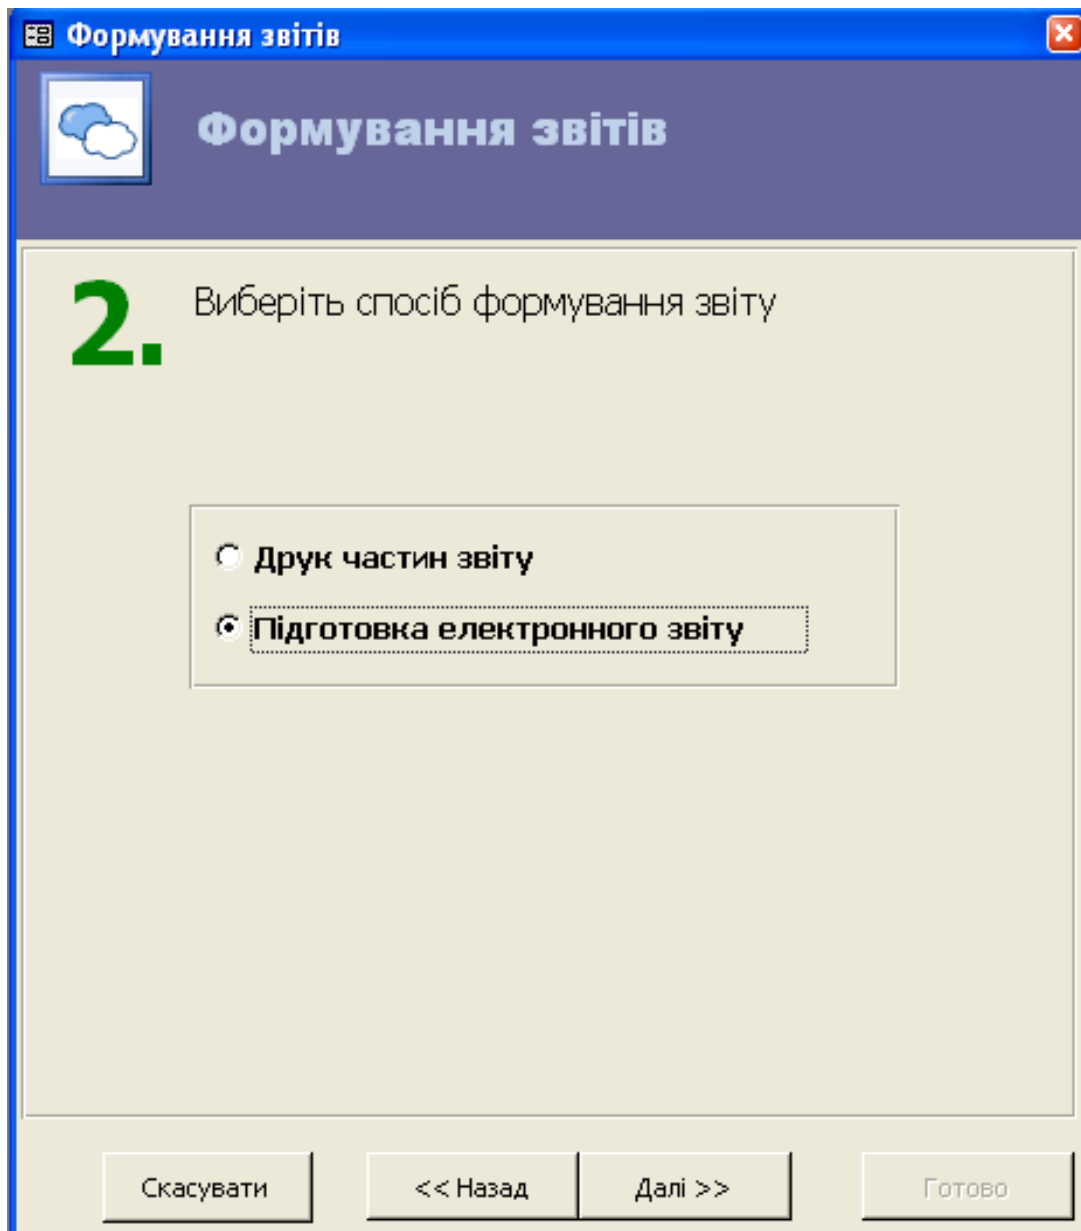 Формування звітів
Формування звітів
2.
Виберіть спосіб формування звіту
Друк частин звіту
Підготовка електронного звіту
Скасувати
<< Назад
Далі >>
Готово